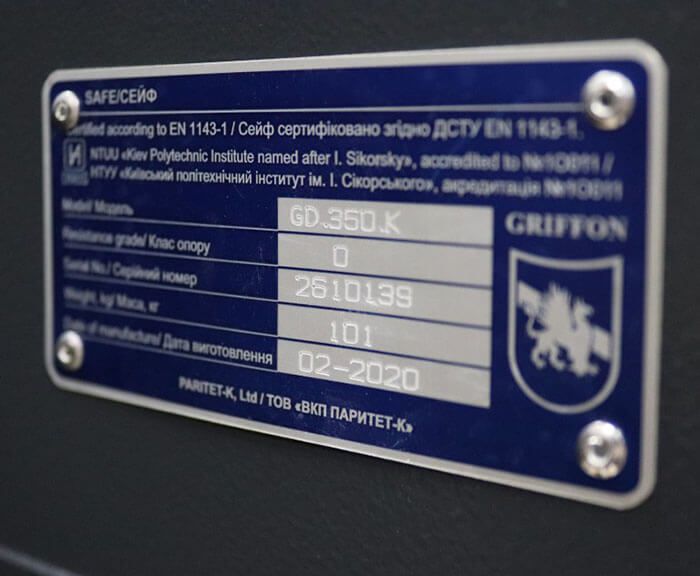 SAFE/СЕЙФ
Certified according to EN 1143-1 / Сейф сертифіковано згідно ДСТУ EN 1143-1.
NTUU «Kiev Polytechnic Institute named after I. Sikorsky», accredited to №1O011 /
НТУУ «Київський політехнічний інститут ім. І. Сікорського», акредитація №1O011
Model/ Модель GD.350.K
Resistance grade/ Клас опору 0
Serial No./ Серійний номер 2610139
Weight, kg/ Маса, кг 101
Date of manufacture/ Дата виготовлення 02-2020
GRIFFON
PARITET-K, Ltd / ТОВ «ВКП ПАРИТЕТ-К»